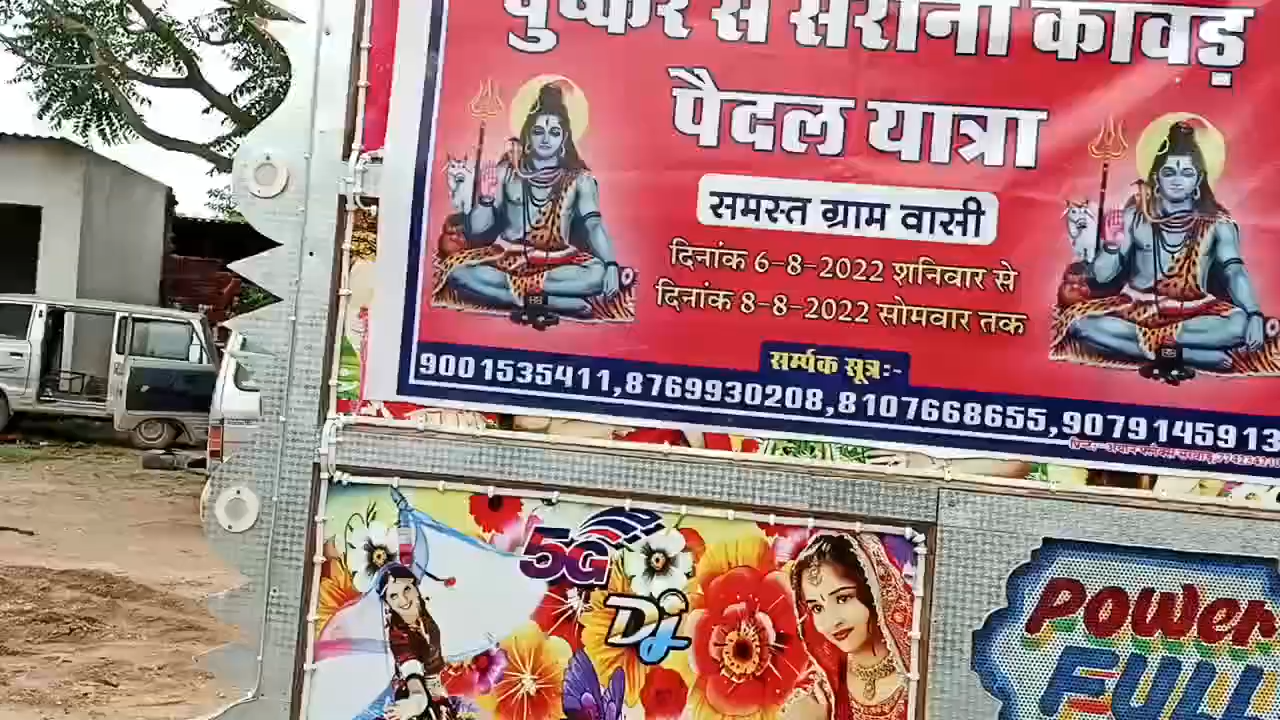 पुष्कर से सराना कावड़
पैदल यात्रा
समस्त ग्राम वासी
दिनांक 6-8-2022 शनिवार से
दिनांक 8-8-2022 सोमवार तक
सर्म्पक सूत्रः-
9001535411,8769930208,8107668655,9079145913
5G
Dj
POWER
FULL